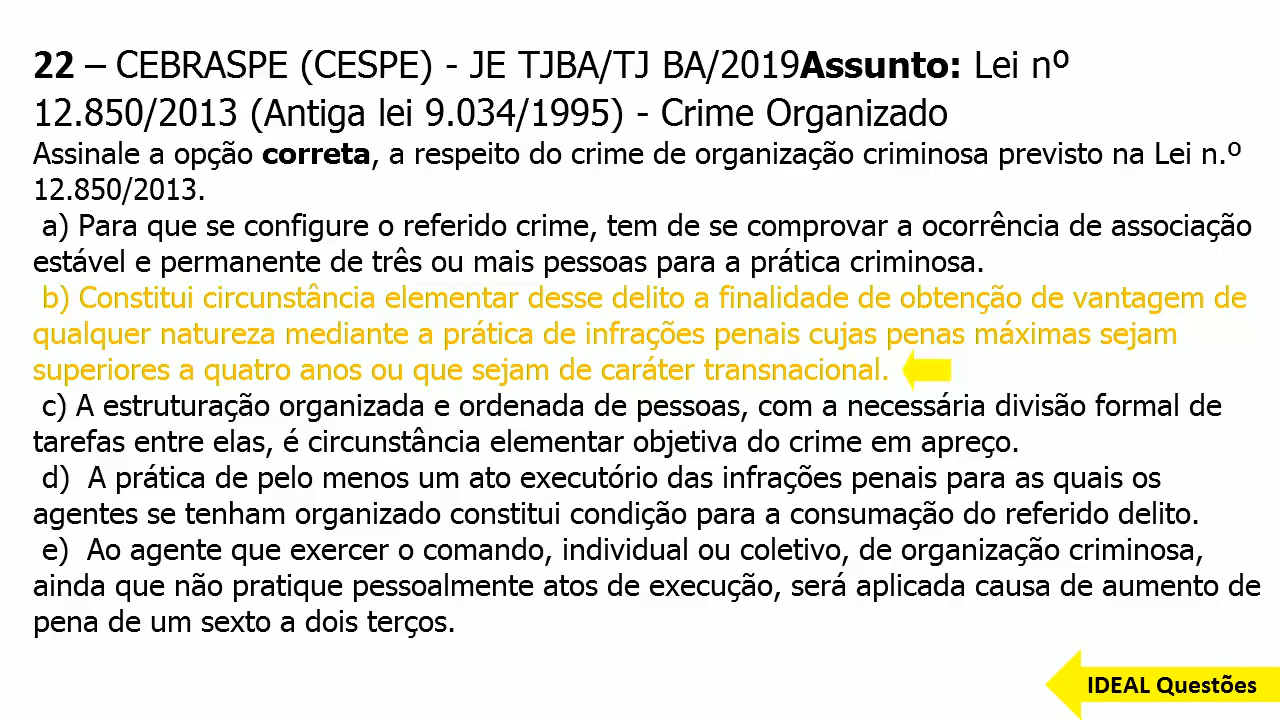 22 – CEBRASPE (CESPE) - JE TJBA/TJ BA/2019Assunto: Lei nº
12.850/2013 (Antiga lei 9.034/1995) - Crime Organizado
Assinale a opção correta, a respeito do crime de organização criminosa previsto na Lei n.º
12.850/2013.
a) Para que se configure o referido crime, tem de se comprovar a ocorrência de associação
estável e permanente de três ou mais pessoas para a prática criminosa.
b) Constitui circunstância elementar desse delito a finalidade de obtenção de vantagem de
qualquer natureza mediante a prática de infrações penais cujas penas máximas sejam
superiores a quatro anos ou que sejam de caráter transnacional.
c) A estruturação organizada e ordenada de pessoas, com a necessária divisão formal de
tarefas entre elas, é circunstância elementar objetiva do crime em apreço.
d) A prática de pelo menos um ato executório das infrações penais para as quais os
agentes se tenham organizado constitui condição para a consumação do referido delito.
e) Ao agente que exercer o comando, individual ou coletivo, de organização criminosa,
ainda que não pratique pessoalmente atos de execução, será aplicada causa de aumento de
pena de um sexto a dois terços.
IDEAL Questões